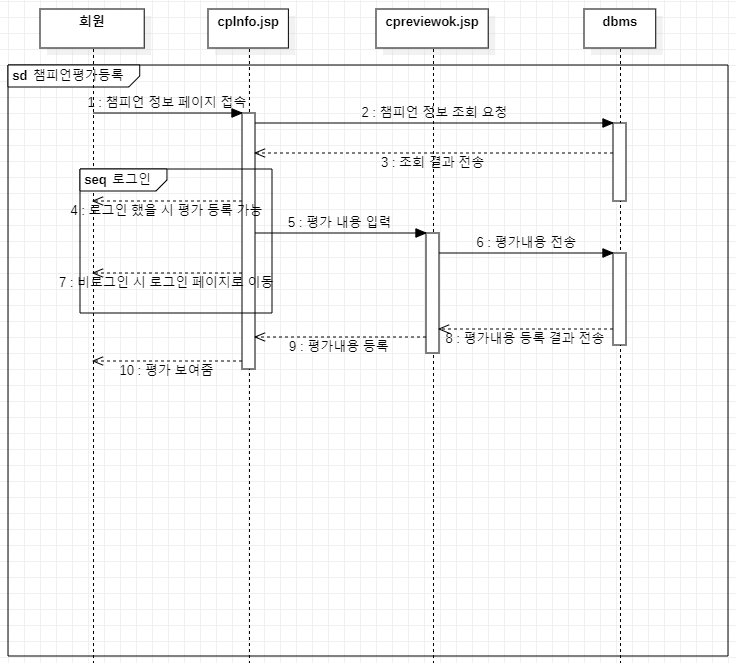 회원
cpInfo.jsp
cpreviewok.jsp
dbms
sd 챔피언평가등록
1 : 챔피언 정보 페이지 접속
2 : 챔피언 정보 조회 요청
3 : 조회 결과 전송
seq 로그인
4 : 로그인 했을 시 평가 등록 가능
5 : 평가 내용 입력
6 : 평가내용 전송
7 : 비로그인 시 로그인 페이지로 이동
8 : 평가내용 등록 결과 전송
9 : 평가내용 등록
10 : 평가 보여줌